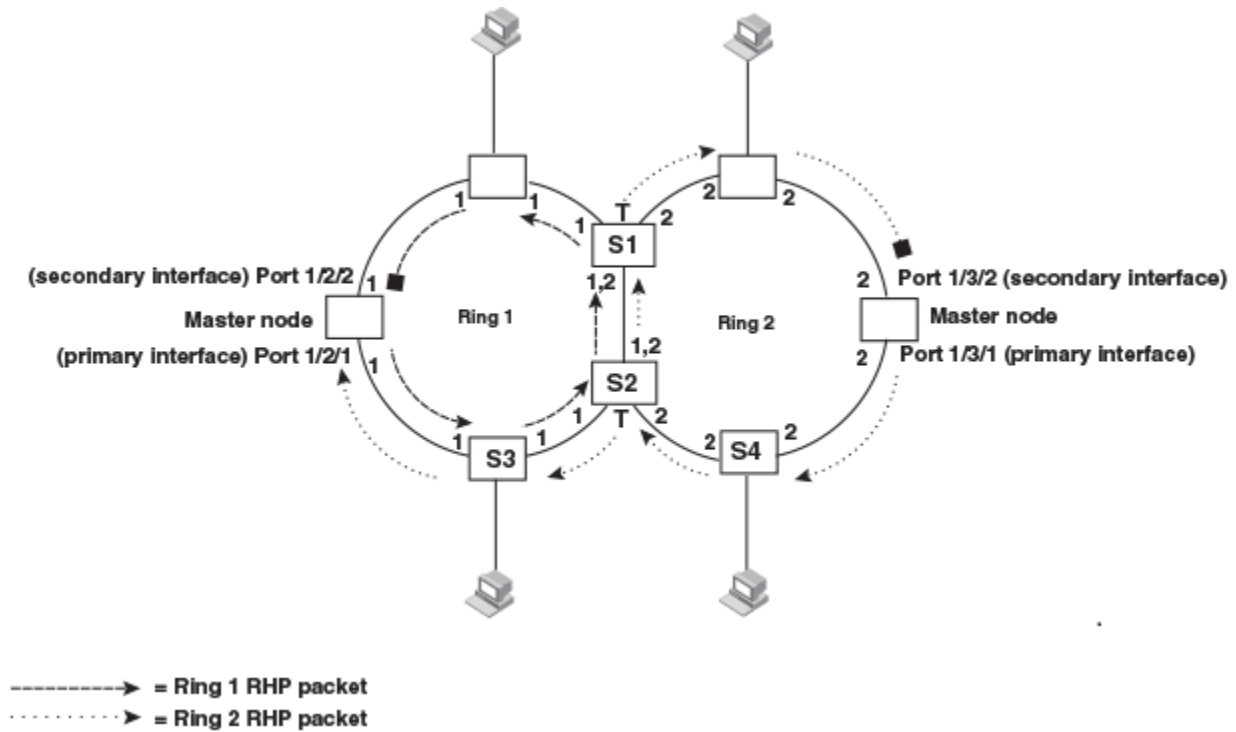 1
1
T
2
2
2
1
S1
2
(secondary interface) Port 1/2/2
1
1,2
2
Port 1/3/2 (secondary interface)
Master node
Ring 1
Ring 2
Master node
(primary interface) Port 1/2/1
1
1,2
2
Port 1/3/1 (primary interface)
S2
1
T
2
1
S3
1
2
S4
2
= Ring 1 RHP packet
= Ring 2 RHP packet